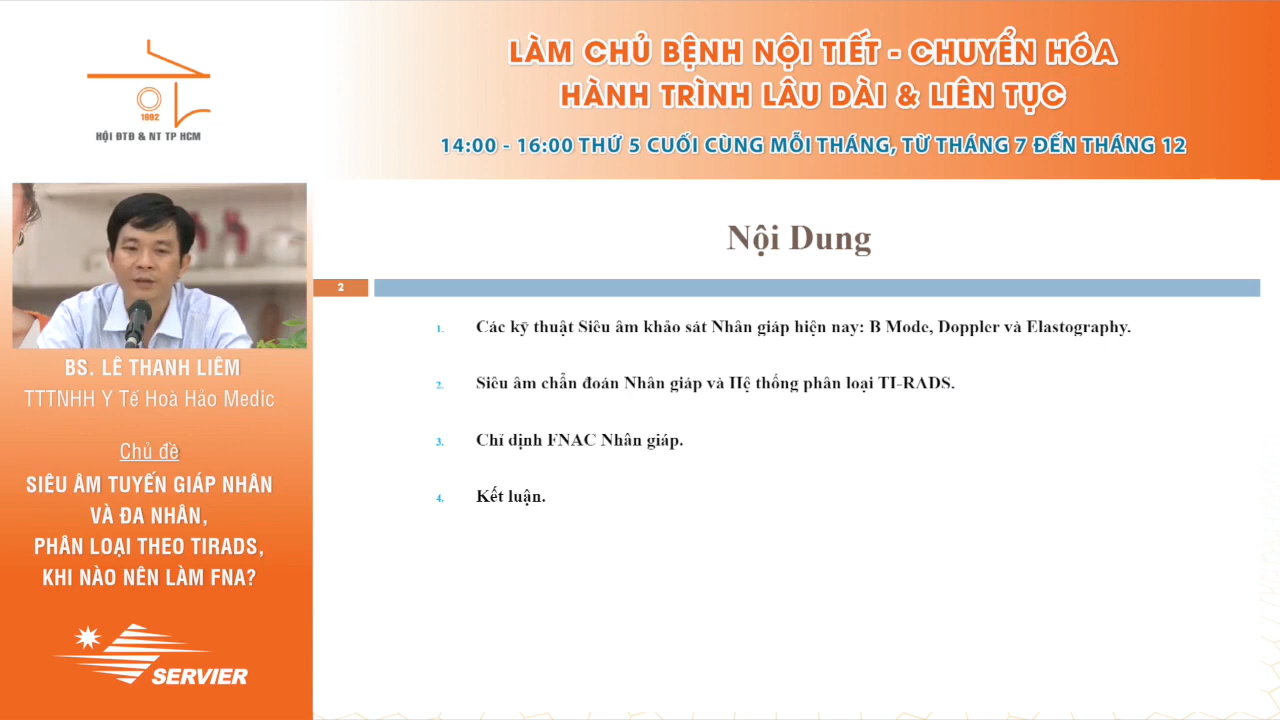 LÀM CHỦ BỆNH NỘI TIẾT - CHUYỂN HÓA
HÀNH TRÌNH LÂU DÀI & LIÊN TỤC
14:00 - 16:00 THỨ 5 CUỐI CÙNG MỖI THÁNG, TỪ THÁNG 7 ĐẾN THÁNG 12
1992
HỘI ĐTĐ & NT TP HCM
BS. LÊ THANH LIÊM
TTTNHH Y Tế Hoà Hảo Medic
Chủ đề
SIÊU ÂM TUYẾN GIÁP NHÂN
VÀ ĐA NHÂN,
PHÂN LOẠI THEO TIRADS,
KHI NÀO NÊN LÀM FNA?
SERVIER
Nội Dung
2
1. Các kỹ thuật Siêu âm khảo sát Nhân giáp hiện nay: B Mode, Doppler và Elastography.
2. Siêu âm chẩn đoán Nhân giáp và Hệ thống phân loại TI-RADS.
3. Chỉ định FNAC Nhân giáp.
4. Kết luận.